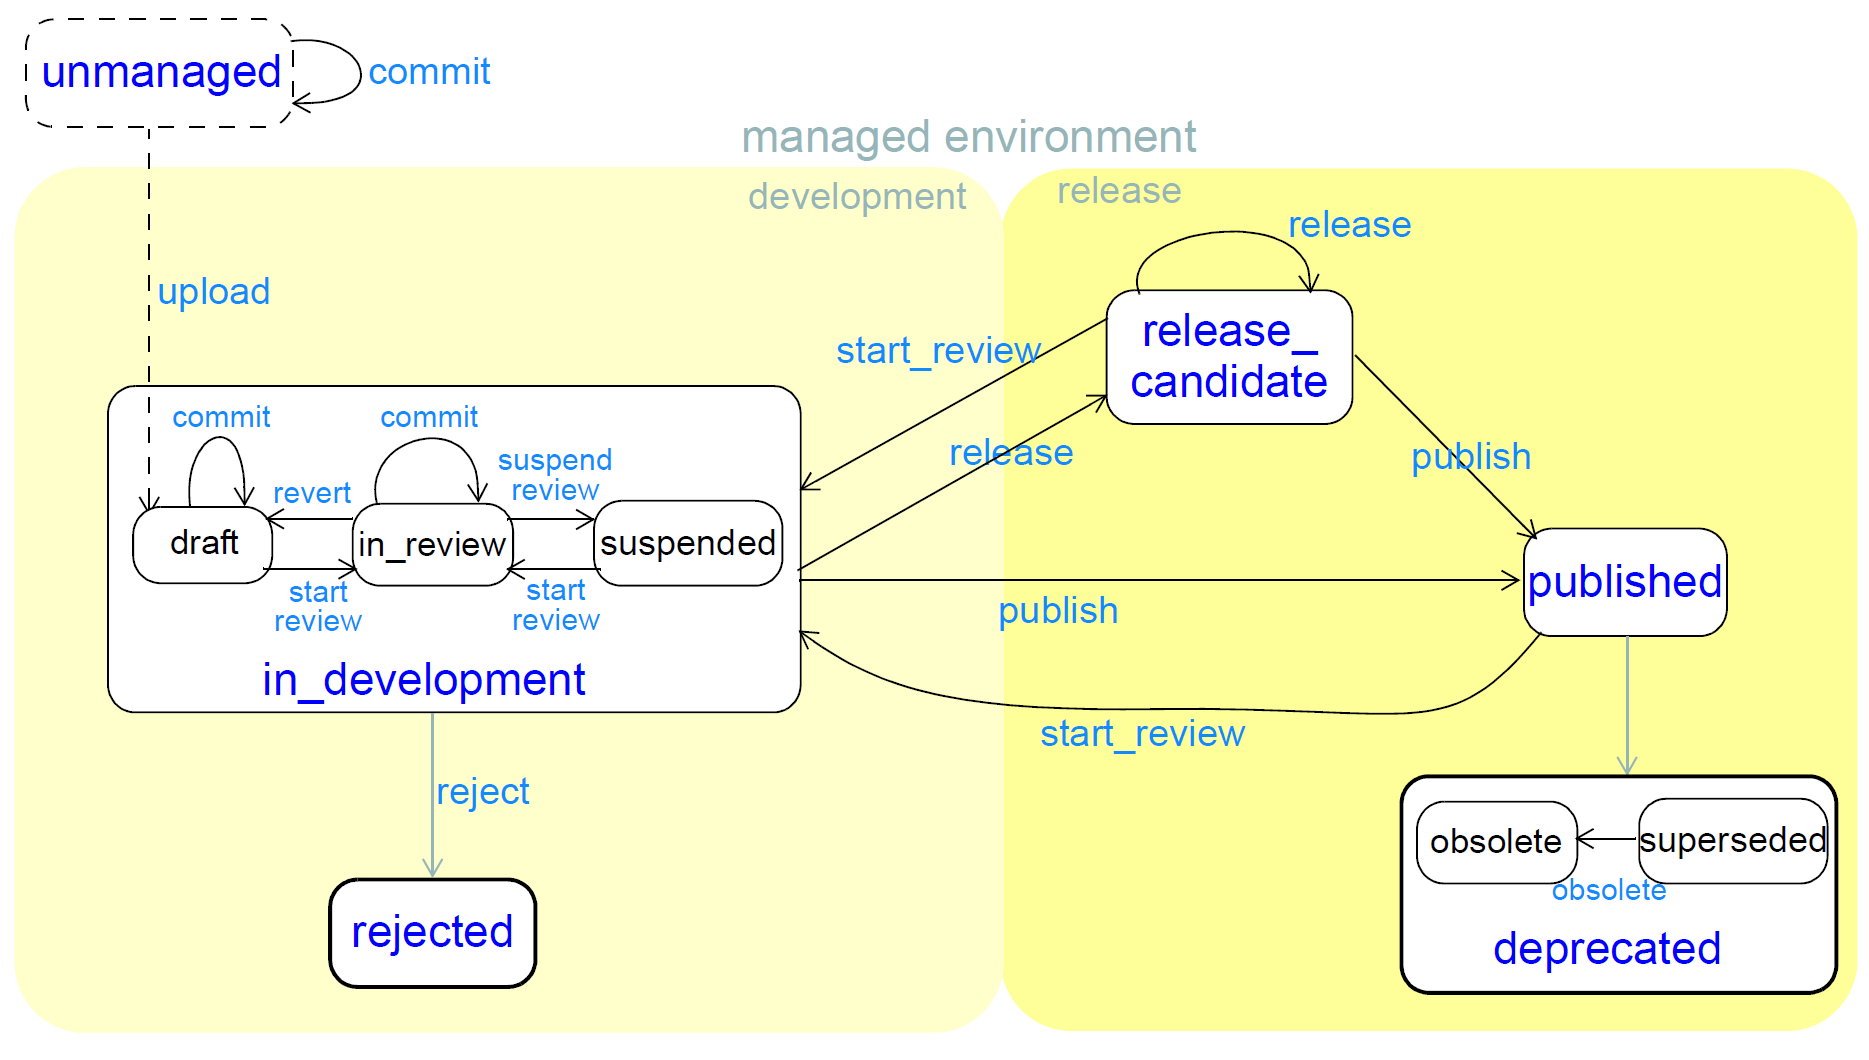 unmanaged
commit
managed environment
development
release
release
upload
release_
candidate
start_review
release
publish
commit
commit
suspend
review
revert
draft
in_review
suspended
start
review
start
review
in_development
publish
published
start_review
reject
rejected
obsolete
superseded
obsolete
deprecated